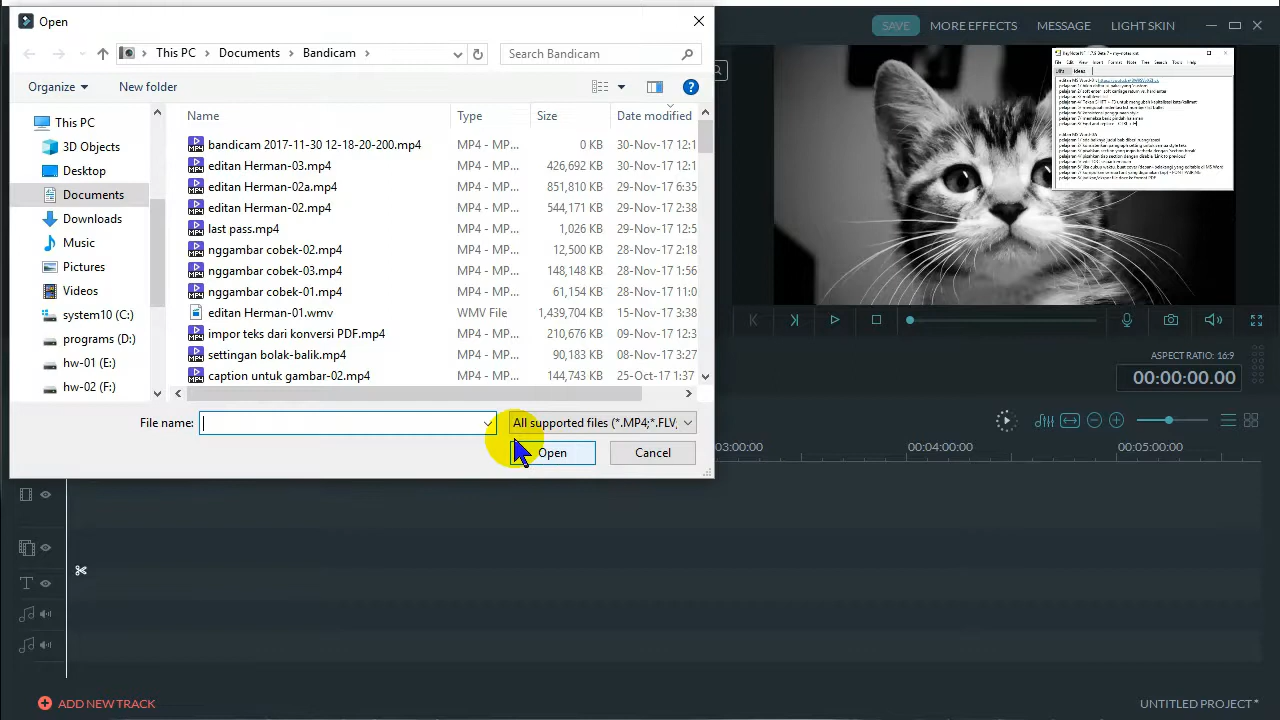 Open
SAVE
MORE EFFECTS
MESSAGE
LIGHT SKIN
This PC
Documents
Bandicam
Search Bandicam
Organize
New folder
Name
Type
Size
Date modified
This PC
3D Objects
Desktop
Documents
Downloads
Music
Pictures
Videos
system10 (C:)
programs (D:)
hw-01 (E:)
hw-02 (F:)
bandicam 2017-11-30 12-18- MP4 - MP... 0 KB 30-Nov-17 12:1
editan Herman-03.mp4 MP4 - MP... 426,692 KB 30-Nov-17 12:1
editan Herman-02a.mp4 MP4 - MP... 851,810 KB 29-Nov-17 6:35
editan Herman-02.mp4 MP4 - MP... 544,171 KB 29-Nov-17 2:38
last pass.mp4 MP4 - MP... 1,026 KB 29-Nov-17 12:5
nggambar cobek-02.mp4 MP4 - MP... 12,500 KB 28-Nov-17 2:18
nggambar cobek-03.mp4 MP4 - MP... 148,148 KB 28-Nov-17 1:56
nggambar cobek-01.mp4 MP4 - MP... 61,154 KB 28-Nov-17 11:0
editan Herman-01.wmv WMV File 1,439,704 KB 15-Nov-17 3:38
impor teks dari konversi PDF.mp4 MP4 - MP... 210,676 KB 09-Nov-17 12:3
settingan bolak-balik.mp4 MP4 - MP... 90,183 KB 08-Nov-17 3:27
caption untuk gambar-02.mp4 MP4 - MP... 144,743 KB 25-Oct-17 1:37
File name:
All supported files (*.MP4;*.FLV,
Open
Cancel
ASPECT RATIO: 16:9
00:00:00.00
03:00:00
00:04:00:00
00:05:00:00
T
ADD NEW TRACK
UNTITLED PROJECT *